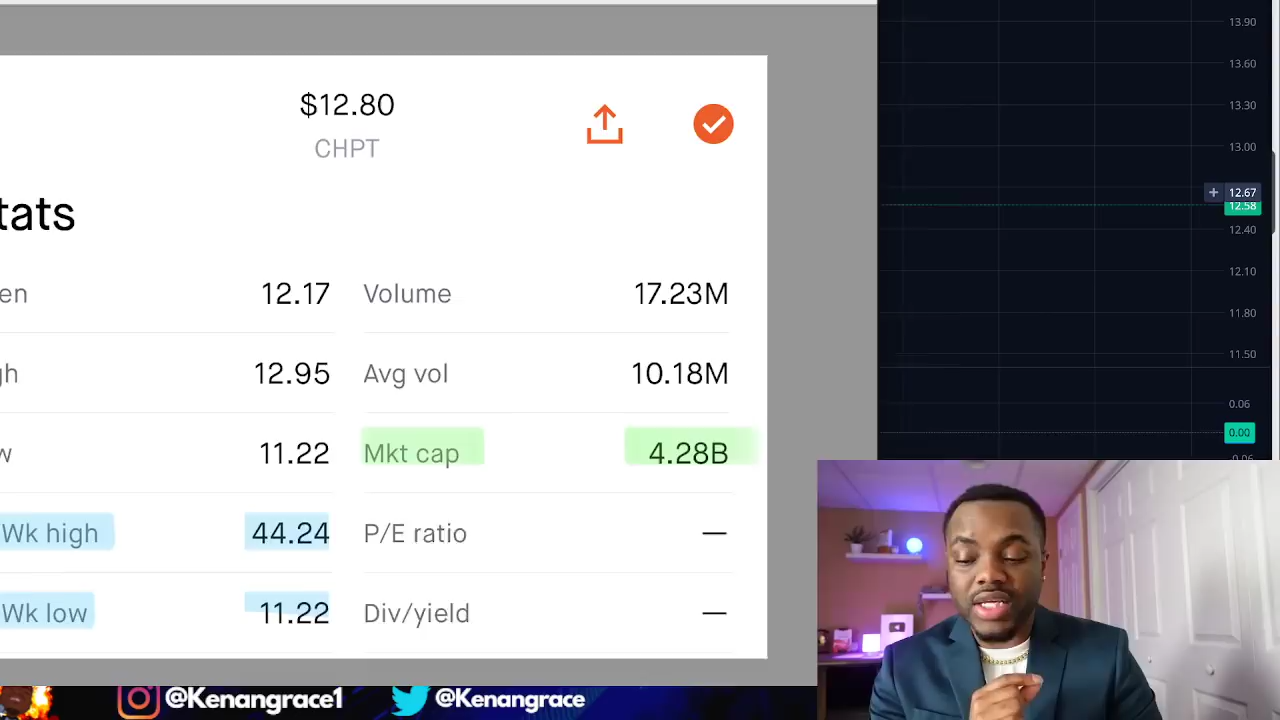 $12.80
CHPT
tats
en 12.17 Volume 17.23M
gh 12.95 Avg vol 10.18M
w 11.22 Mkt cap 4.28B
Wk high 44.24 P/E ratio —
Wk low 11.22 Div/yield —
13.90
13.60
13.30
13.00
+ 12.67
12.58
12.40
12.10
11.80
11.50
0.06
0.00
-0.06
@Kenangrace1 @Kenangrace